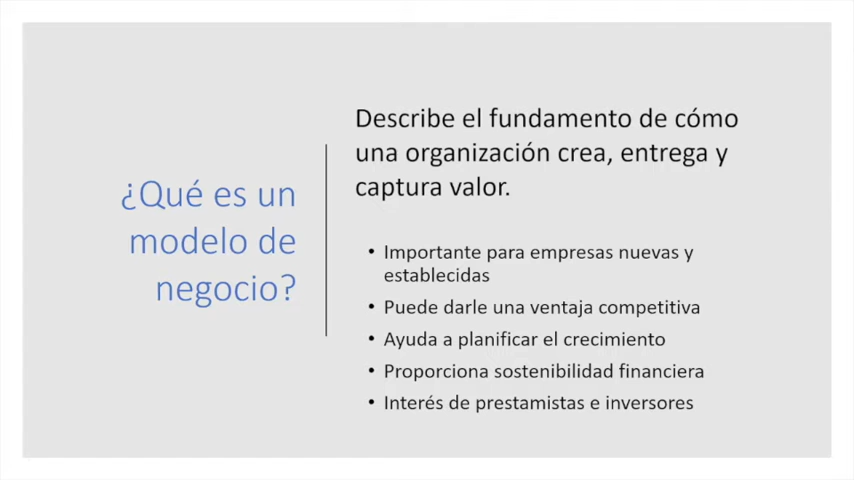 ¿Qué es un
modelo de
negocio?
Describe el fundamento de cómo
una organización crea, entrega y
captura valor.
• Importante para empresas nuevas y
establecidas
• Puede darle una ventaja competitiva
• Ayuda a planificar el crecimiento
• Proporciona sostenibilidad financiera
• Interés de prestamistas e inversores